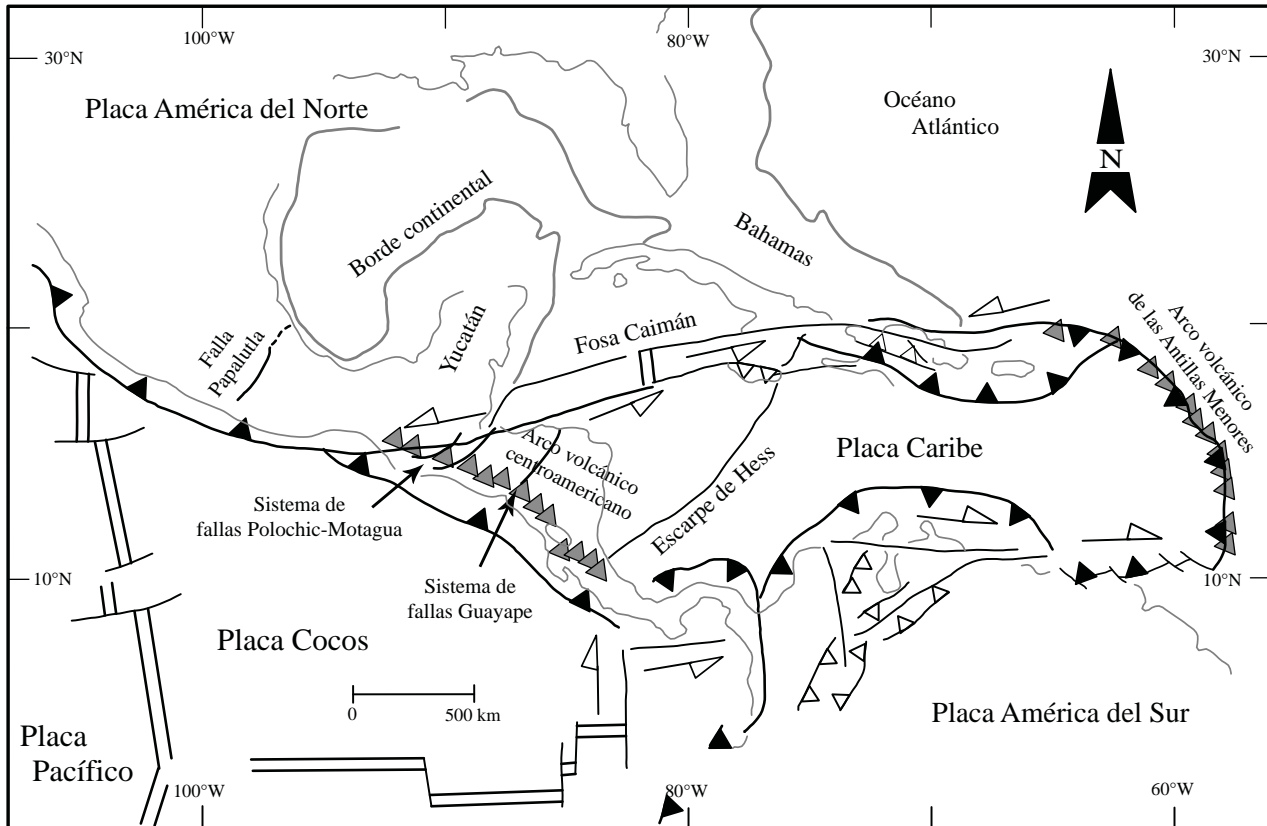 100°W
80°W
30°N
30°N
Placa América del Norte
Océano
Atlántico
N
Borde continental
Bahamas
Arco volcánico
de las Antillas Menores
Falla
Papalutla
Yucatán
Fosa Caimán
Placa Caribe
Arco volcánico
centroamericano
Escarpe de Hess
Sistema de
fallas Polochic-Motagua
Sistema de
fallas Guayape
10°N
10°N
Placa Cocos
0
500 km
Placa América del Sur
Placa
Pacífico
100°W
80°W
60°W